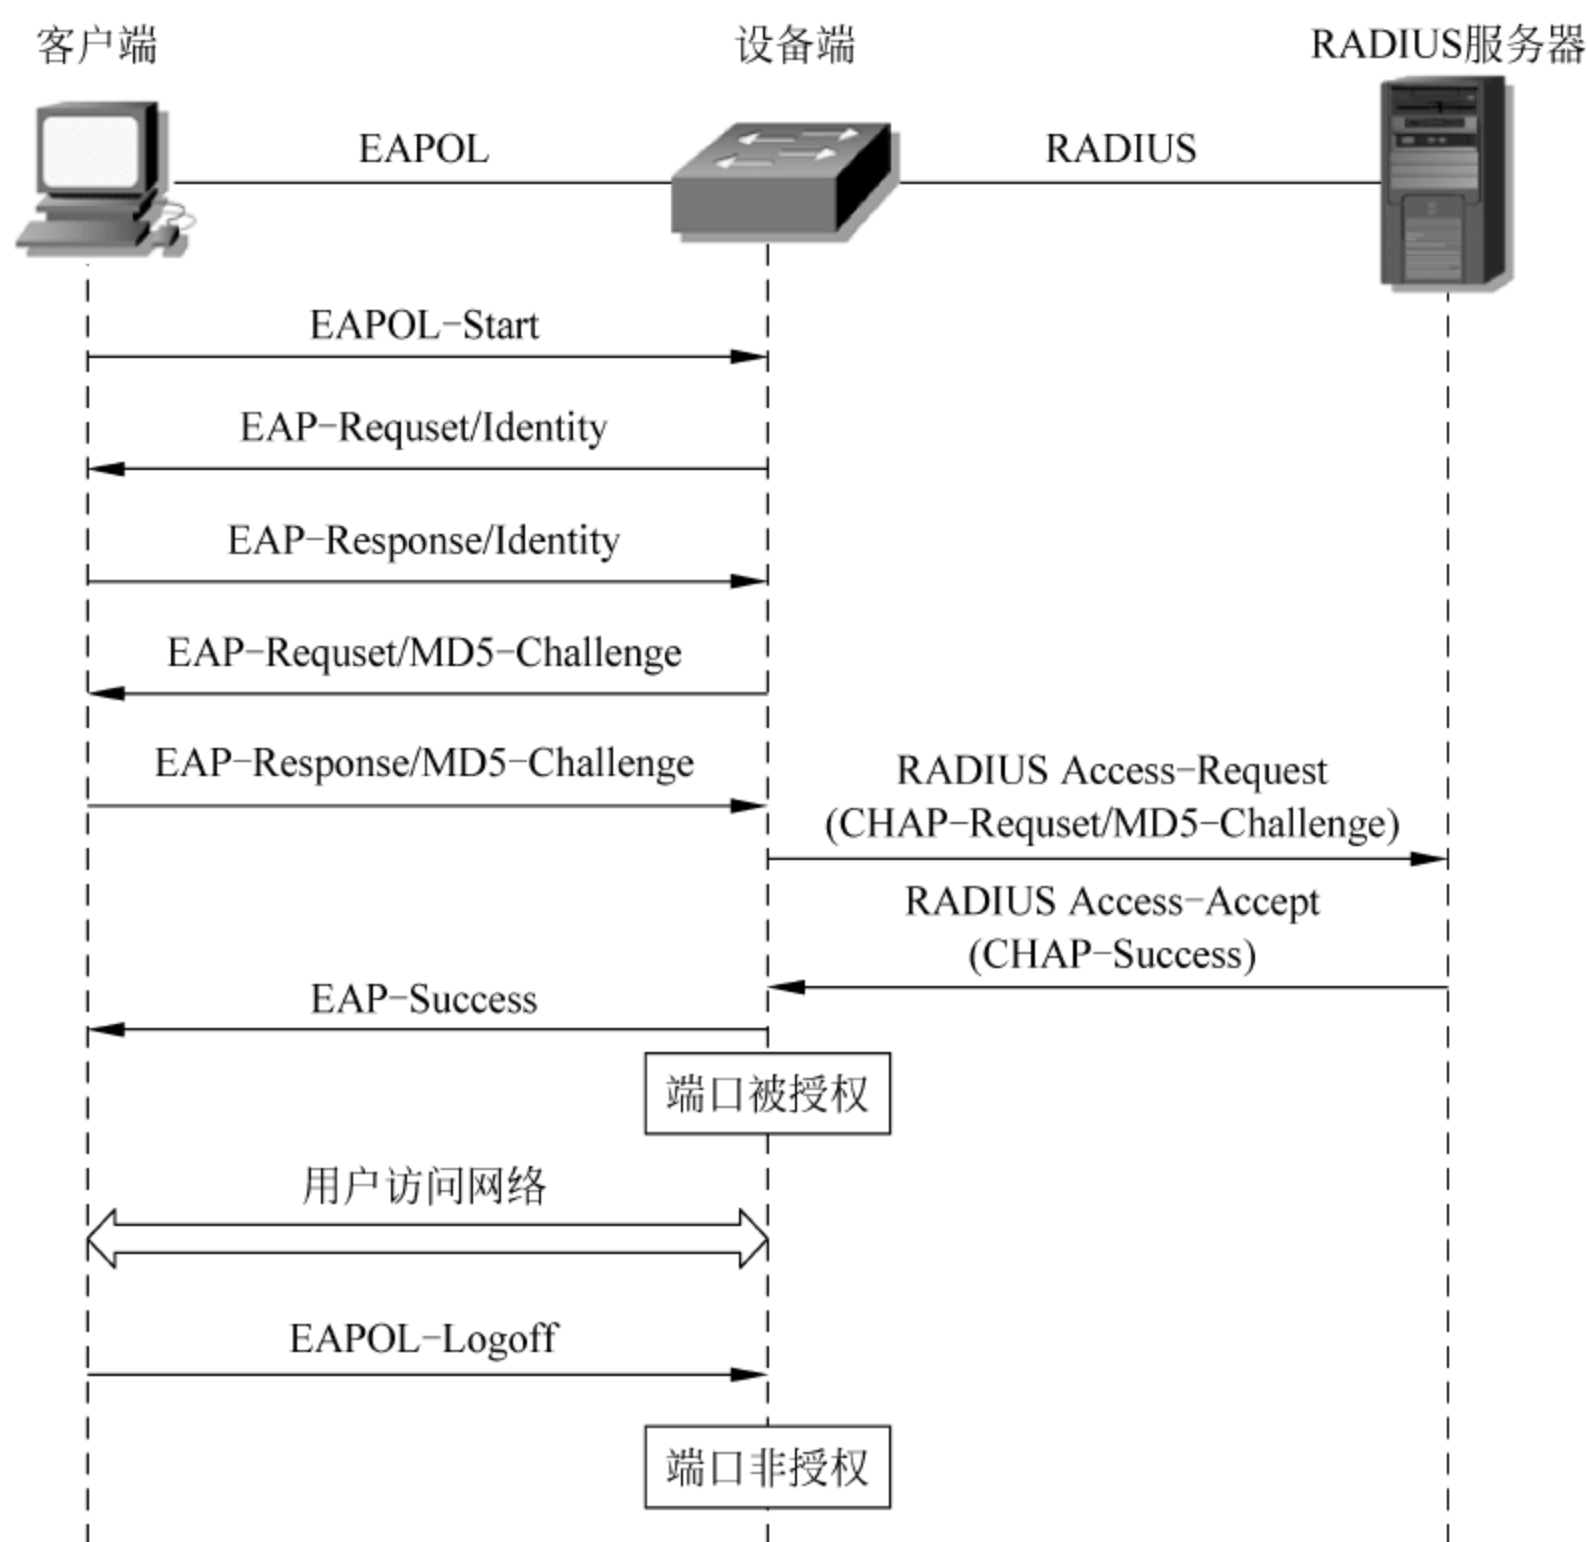 客户端
设备端
RADIUS服务器
EAPOL
RADIUS
EAPOL-Start
EAP-Requset/Identity
EAP-Response/Identity
EAP-Requset/MD5-Challenge
EAP-Response/MD5-Challenge
RADIUS Access-Request
(CHAP-Requset/MD5-Challenge)
RADIUS Access-Accept
(CHAP-Success)
EAP-Success
端口被授权
用户访问网络
EAPOL-Logoff
端口非授权